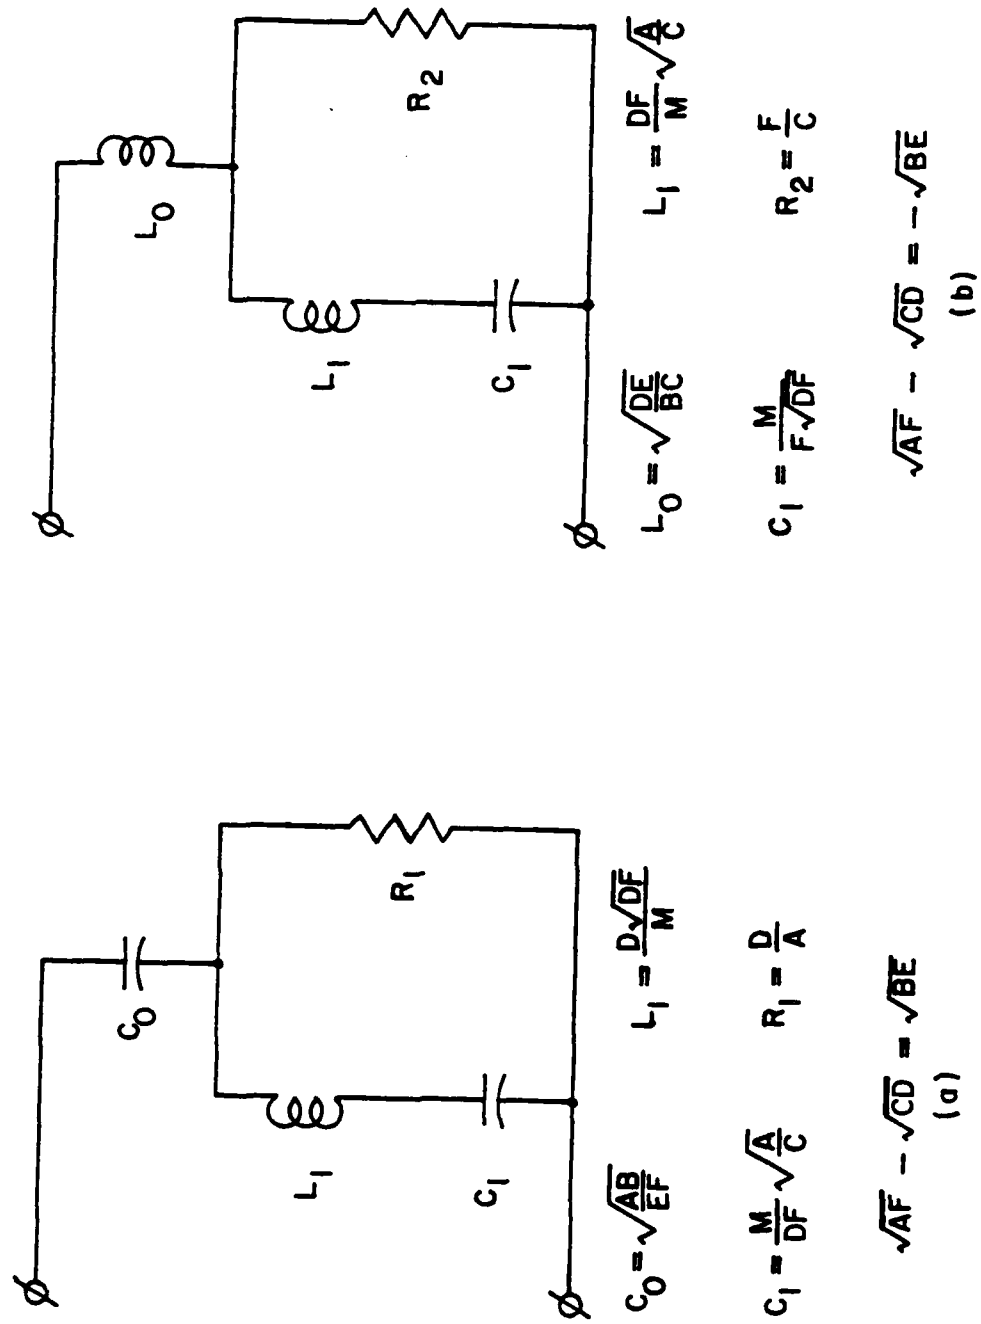 C₀
L₁
R₁
C₁
C₀ = √(AB/EF)
L₁ = D√DF / M
C₁ = M/DF √(A/C)
R₁ = D/A
√AF − √CD = √BE
(a)
L₀
L₁
R₂
C₁
L₀ = √(DE/BC)
L₁ = DF/M √(A/C)
C₁ = M / F√DF
R₂ = F/C
√AF − √CD = −√BE
(b)